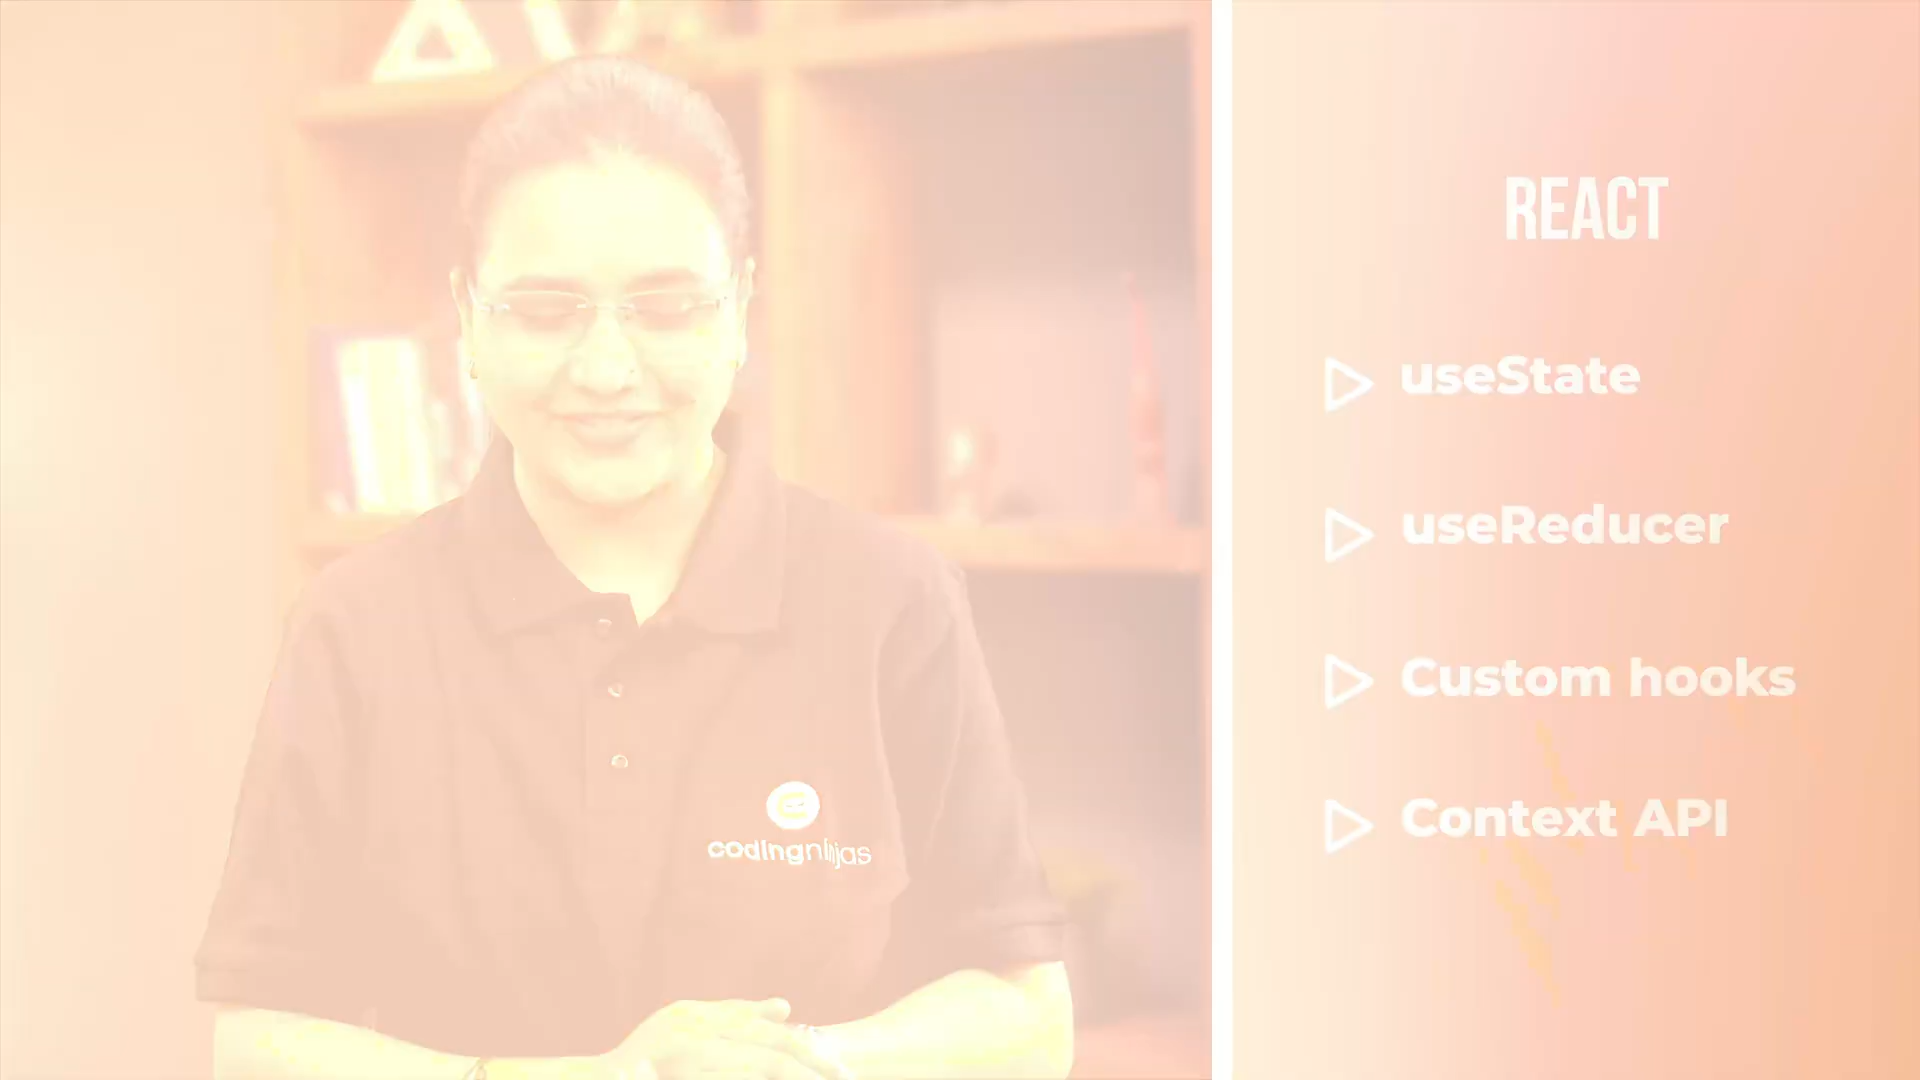 REACT
useState
useReducer
Custom hooks
Context API
codingninjas